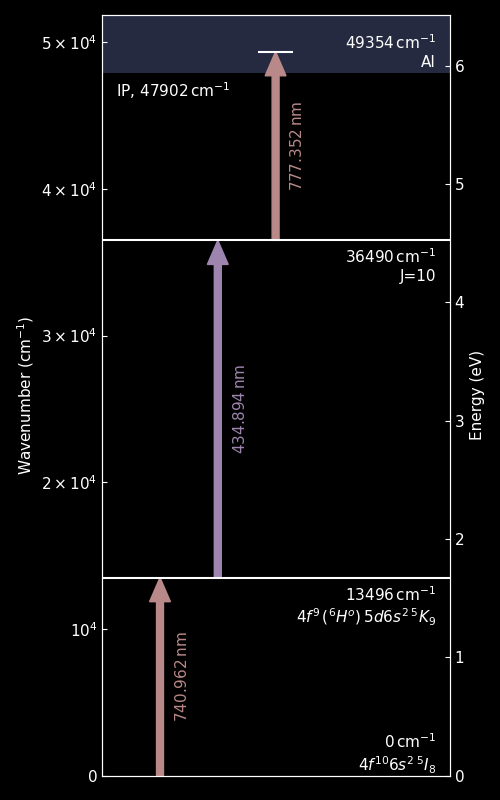 5 × 10⁴
49354 cm⁻¹
AI
6
IP, 47902 cm⁻¹
777.352 nm
4 × 10⁴
5
36490 cm⁻¹
J=10
4
3 × 10⁴
Wavenumber (cm⁻¹)
434.894 nm
Energy (eV)
3
2 × 10⁴
2
13496 cm⁻¹
4f⁹(⁶Hᵒ) 5d6s² ⁵K₉
10⁴
740.962 nm
1
0 cm⁻¹
4f¹⁰6s² ⁵I₈
0
0